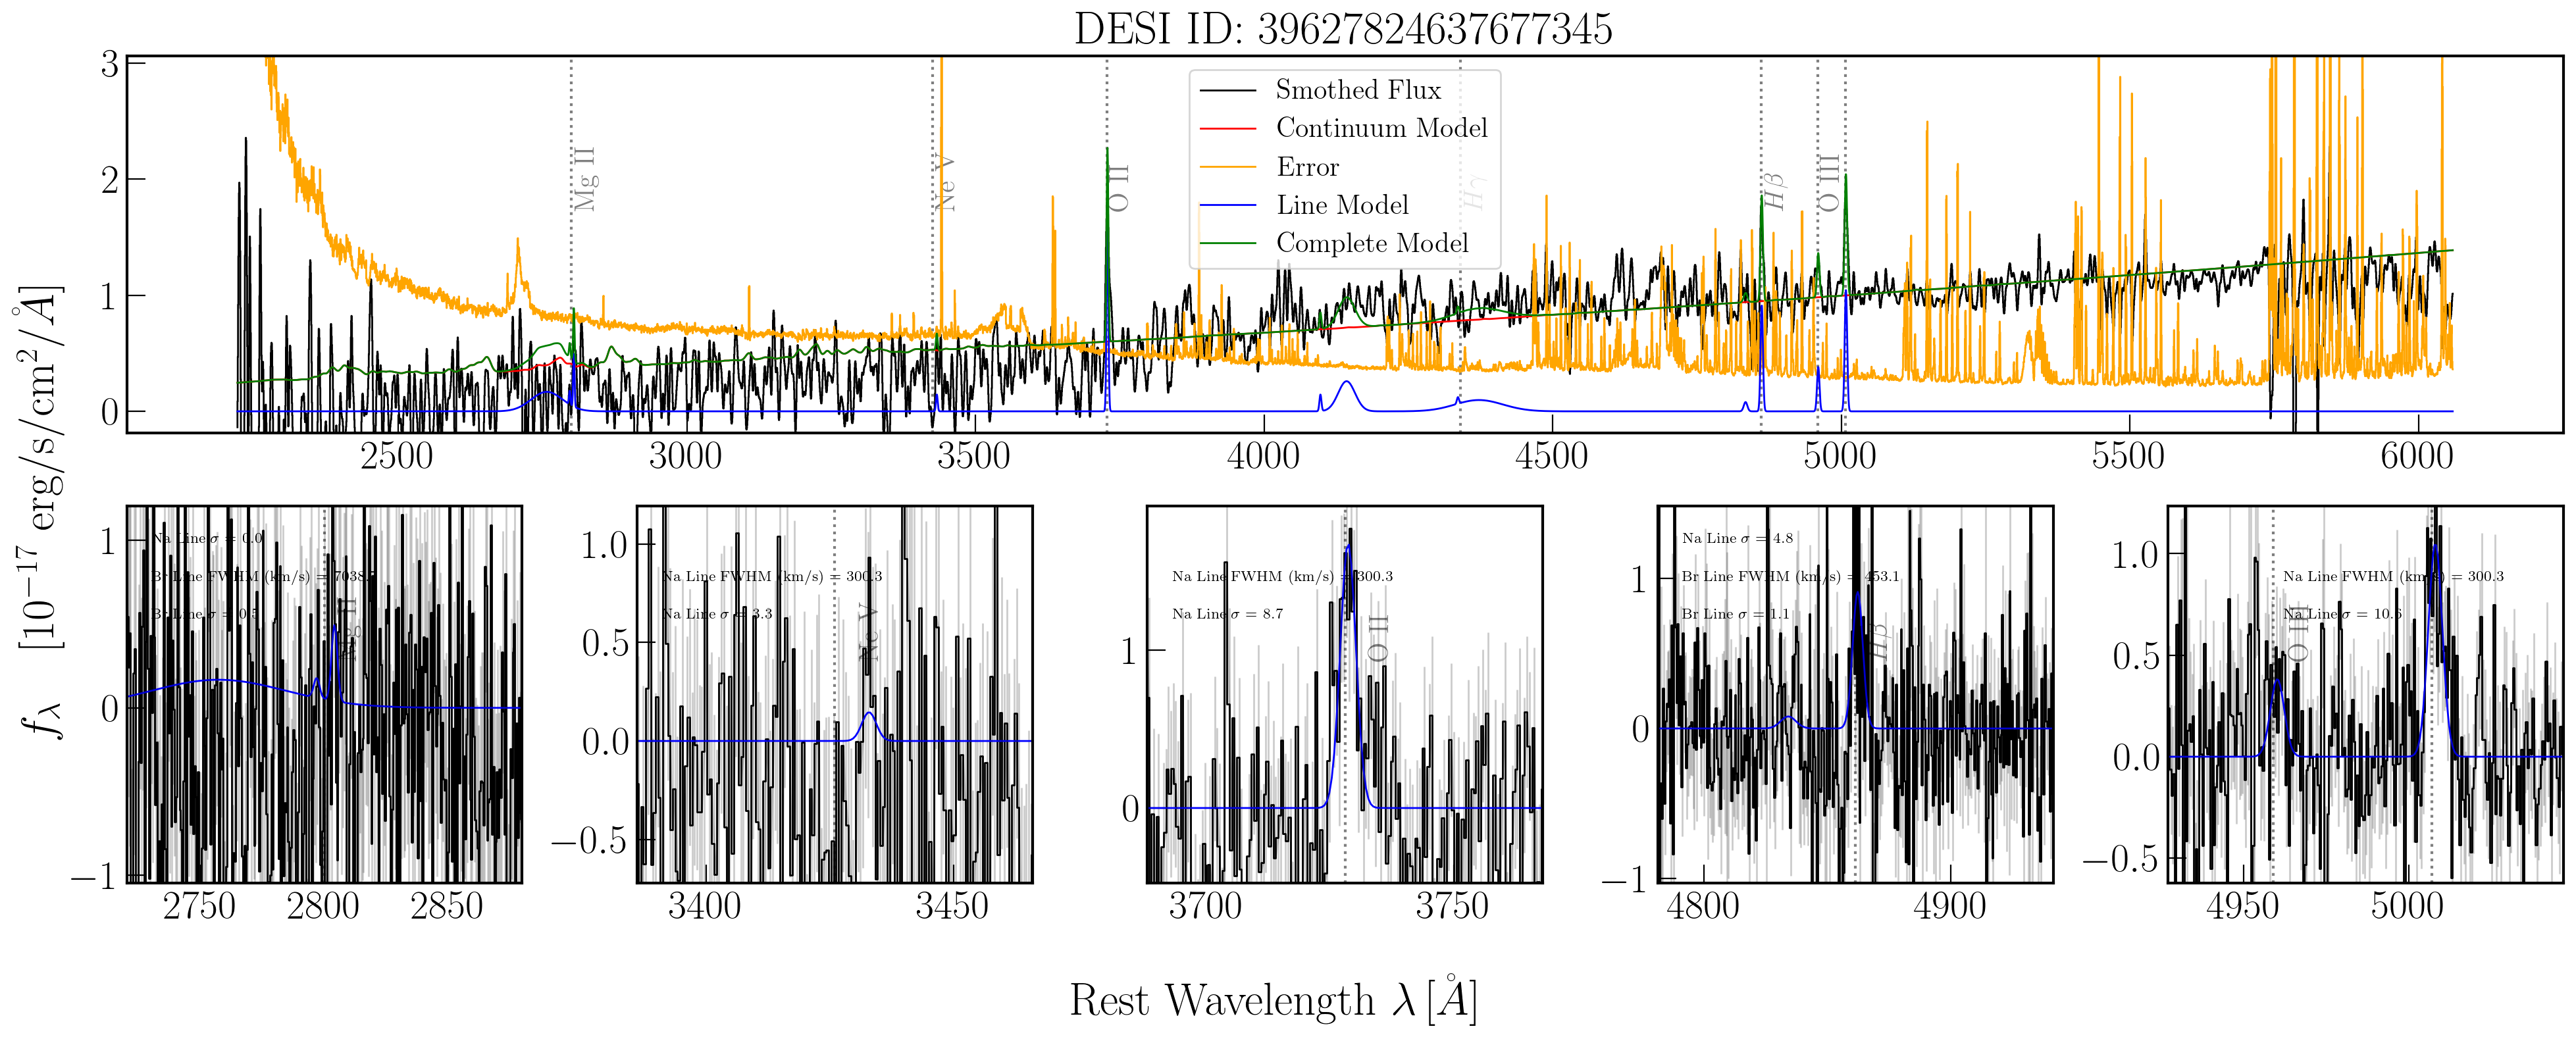 DESI ID: 39627824637677345
Smothed Flux
Continuum Model
Error
Line Model
Complete Model
Mg II
Ne V
O II
Hγ
Hβ
O III
3
2
1
0
2500
3000
3500
4000
4500
5000
5500
6000
fλ [10−17 erg/s/cm2/Å]
Na Line σ = 0.0
Br Line FWHM (km/s) = 7038.
Br Line σ = 0.5
Mg II
1
0
−1
2750
2800
2850
Na Line FWHM (km/s) = 300.3
Na Line σ = 3.3
Ne V
1.0
0.5
0.0
−0.5
3400
3450
Na Line FWHM (km/s) = 300.3
Na Line σ = 8.7
O II
1
0
3700
3750
Na Line σ = 4.8
Br Line FWHM (km/s) = 453.1
Br Line σ = 1.1
Hβ
1
0
−1
4800
4900
Na Line FWHM (km/s) = 300.3
Na Line σ = 10.6
O III
1.0
0.5
0.0
−0.5
4950
5000
Rest Wavelength λ [Å]